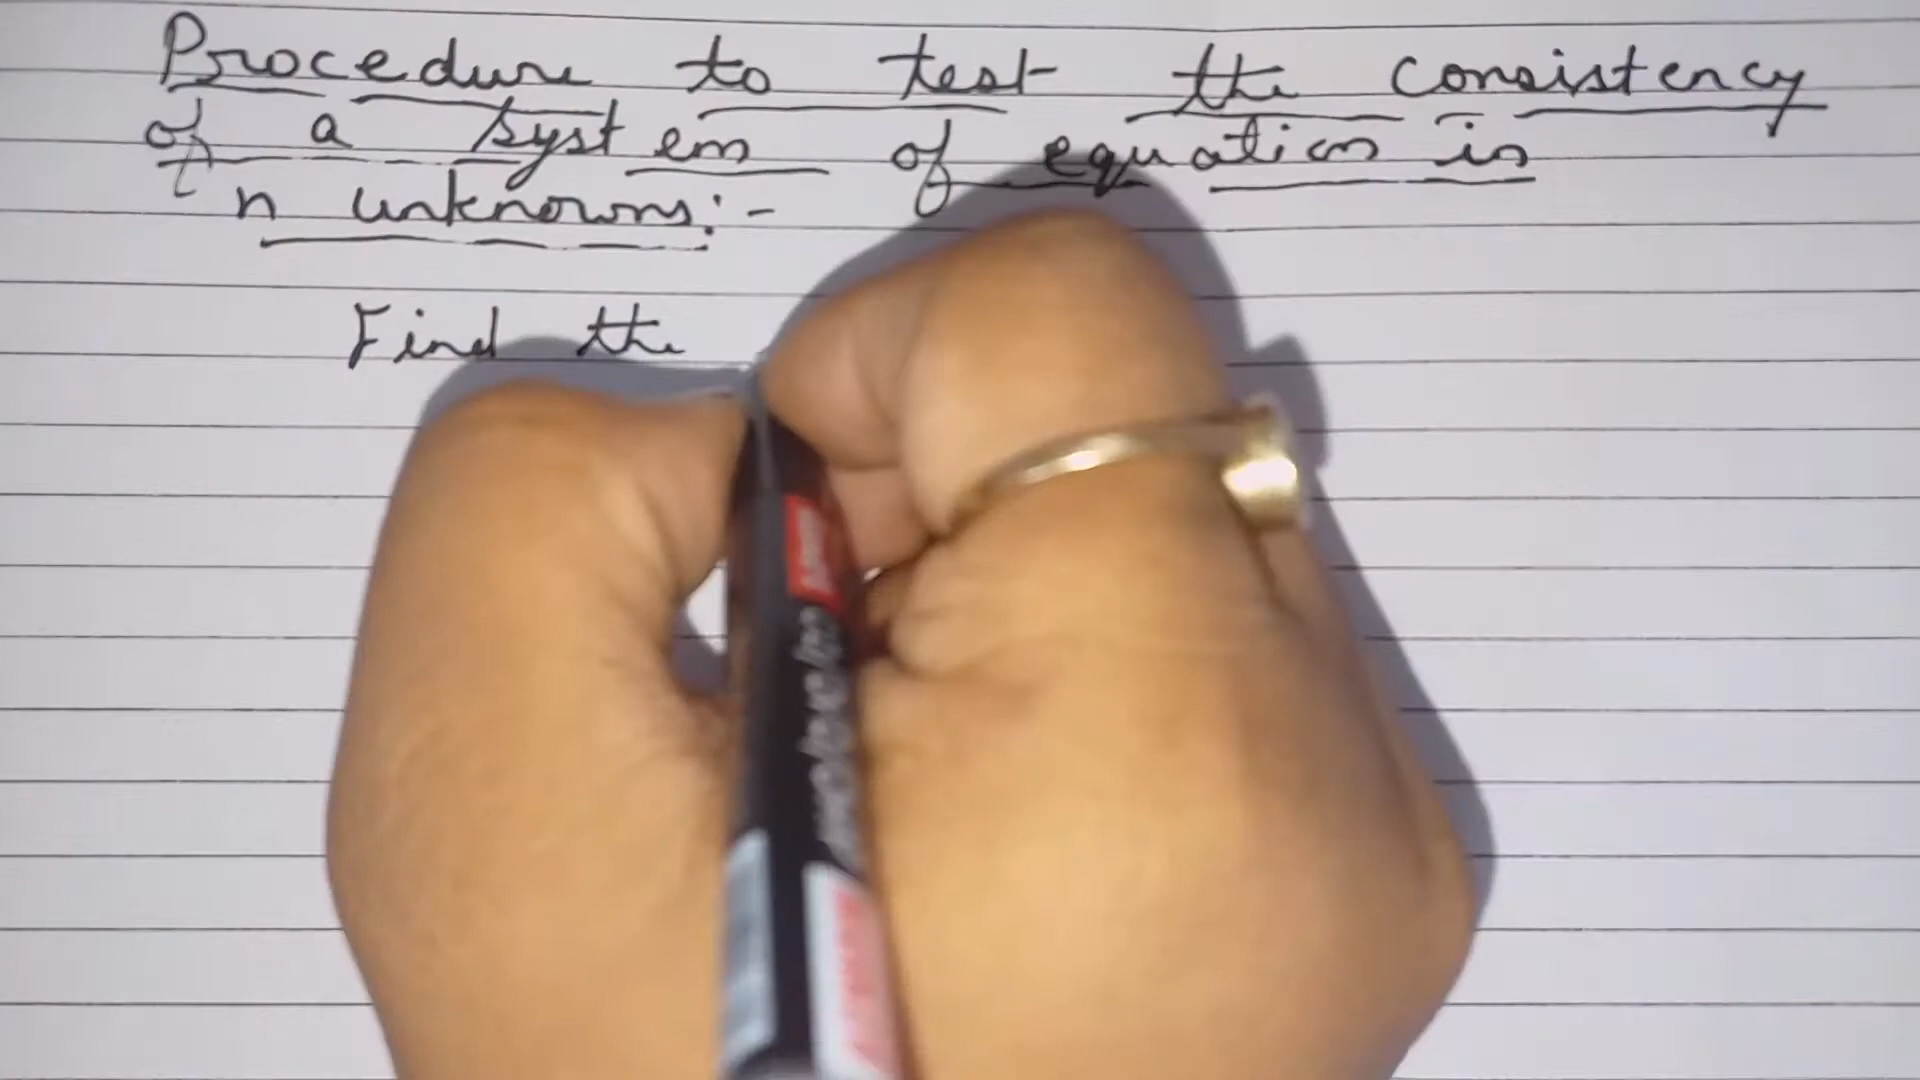 Procedure to test the consistency
of a system of equation in
n unknowns:-
Find the